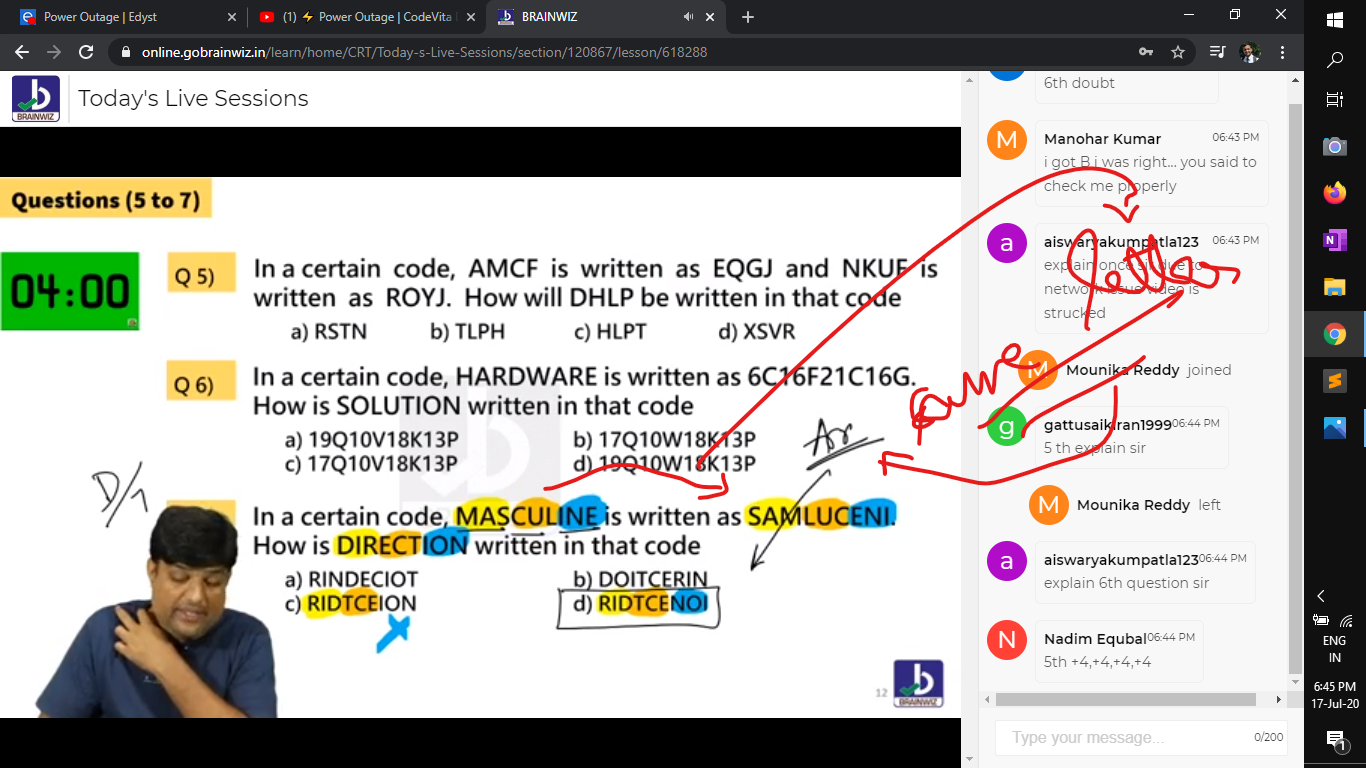 Power Outage | Edyst
(1) ⚡ Power Outage | CodeVita
BRAINWIZ
online.gobrainwiz.in/learn/home/CRT/Today-s-Live-Sessions/section/120867/lesson/618288
b
BRAINWIZ
Today's Live Sessions
Questions (5 to 7)
04:00
Q 5)
In a certain code, AMCF is written as EQGJ and NKUF is
written as ROYJ. How will DHLP be written in that code
a) RSTN b) TLPH c) HLPT d) XSVR
Q 6)
In a certain code, HARDWARE is written as 6C16F21C16G.
How is SOLUTION written in that code
a) 19Q10V18K13P b) 17Q10W18K13P
c) 17Q10V18K13P d) 19Q10W18K13P
D/1
In a certain code, MASCULINE is written as SAMLUCENI.
How is DIRECTION written in that code
a) RINDECIOT b) DOITCERIN
c) RIDTCEION d) RIDTCENOI
12
b
BRAINWIZ
6th doubt
M
Manohar Kumar 06:43 PM
i got B i was right... you said to
check me properly
a
aiswaryakumpatla123 06:43 PM
explain once sir due to
network issue video is
strucked
M
Mounika Reddy joined
g
gattusaikiran1999 06:44 PM
5 th explain sir
M
Mounika Reddy left
a
aiswaryakumpatla123 06:44 PM
explain 6th question sir
N
Nadim Equbal 06:44 PM
5th +4,+4,+4,+4
Type your message... 0/200
ENG
IN
6:45 PM
17-Jul-20
1